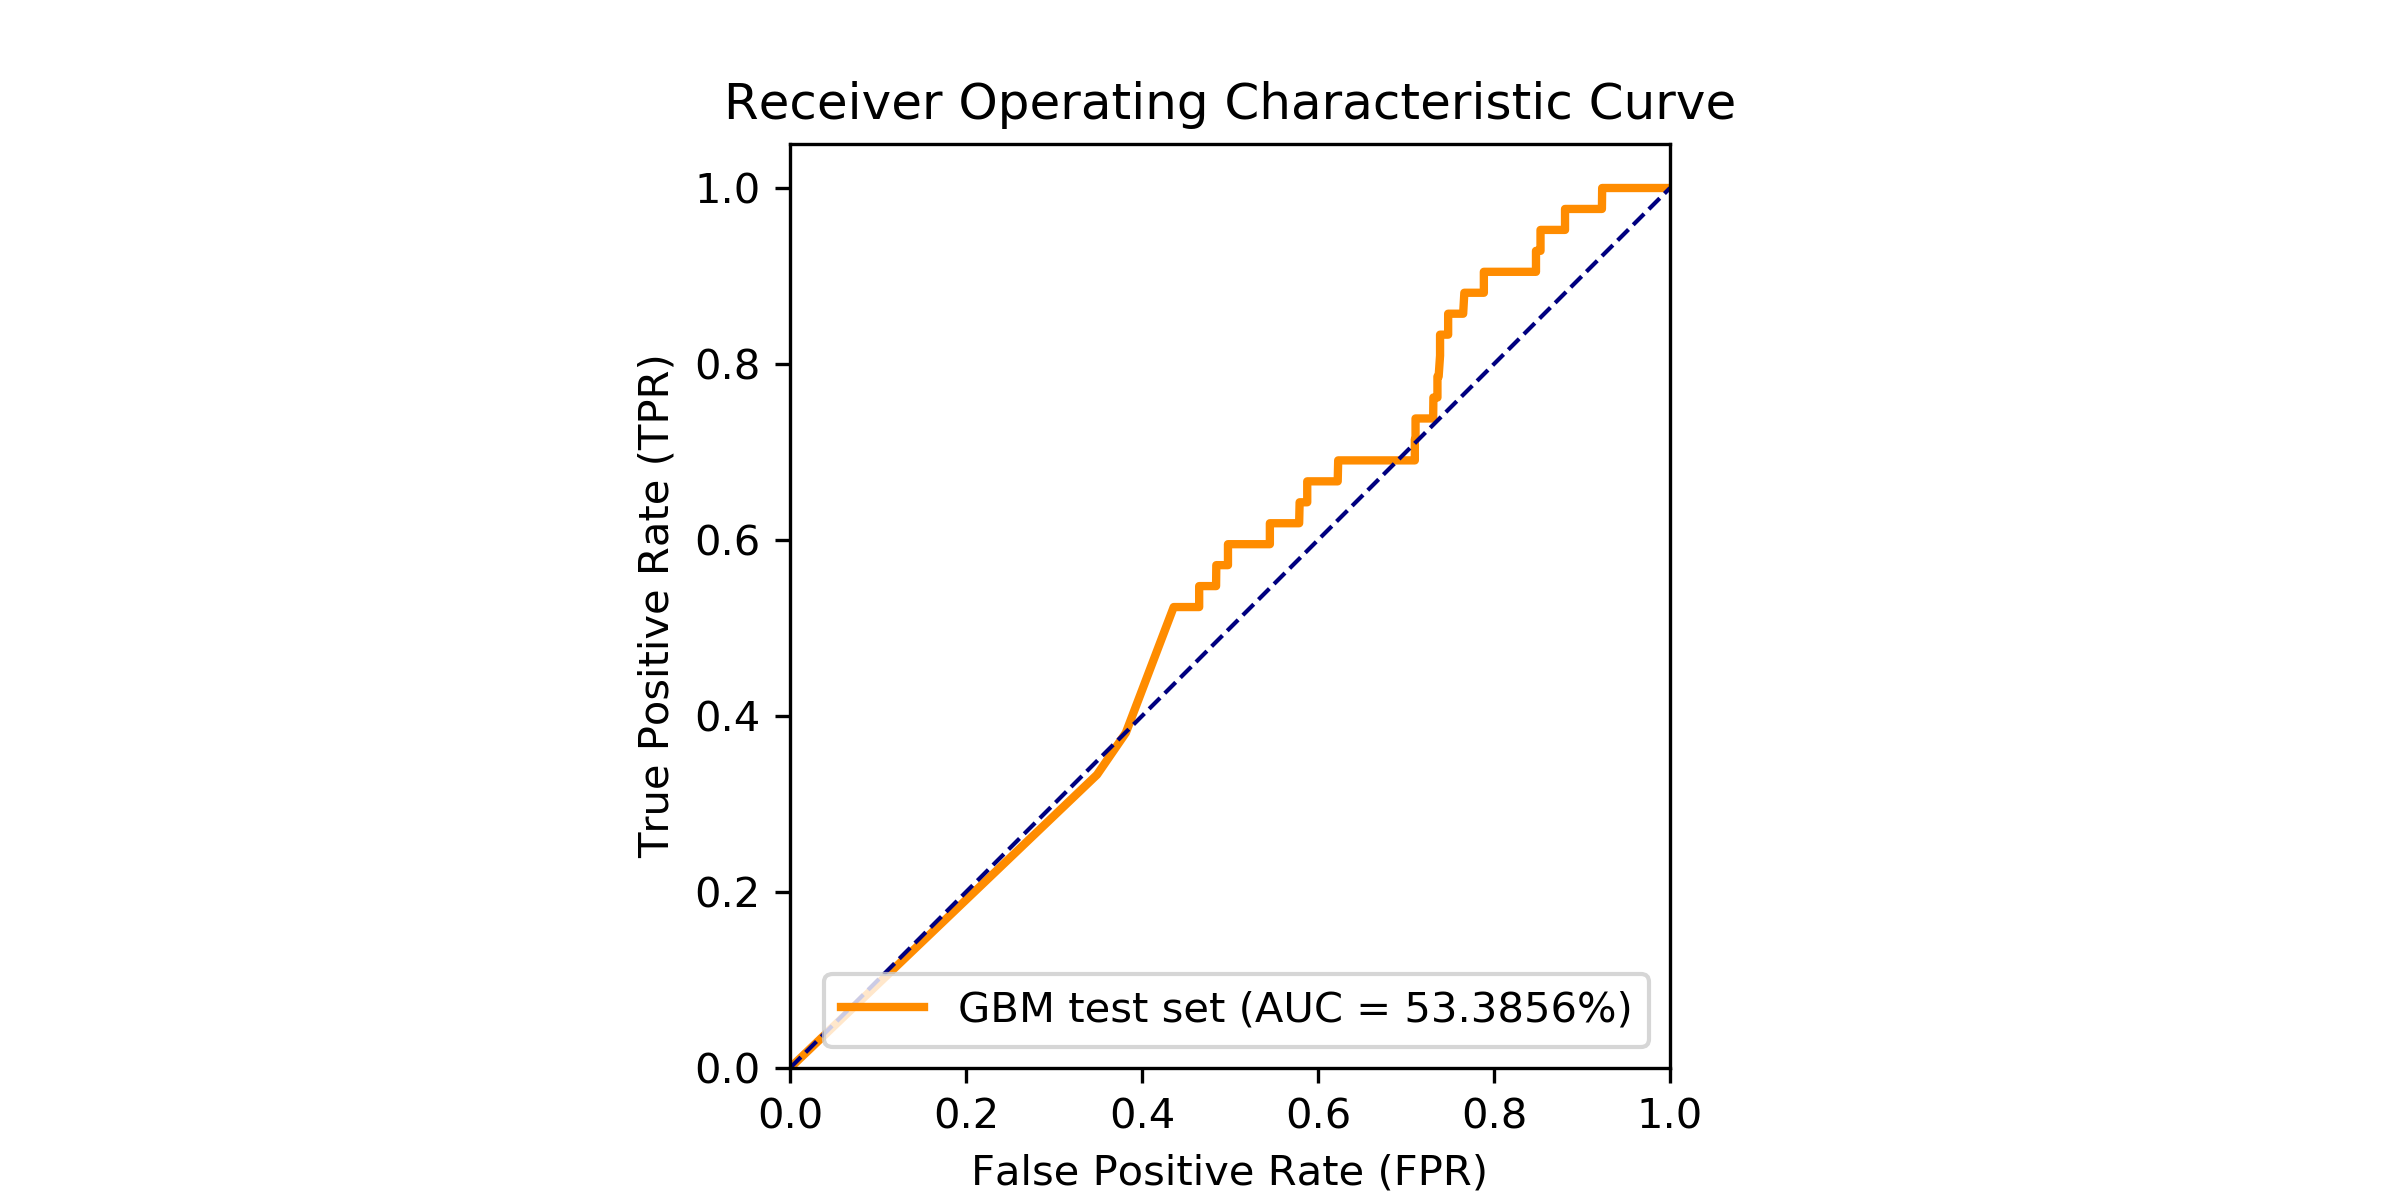 Receiver Operating Characteristic Curve
1.0
0.8
0.6
0.4
0.2
0.0
True Positive Rate (TPR)
GBM test set (AUC = 53.3856%)
0.0 0.2 0.4 0.6 0.8 1.0
False Positive Rate (FPR)